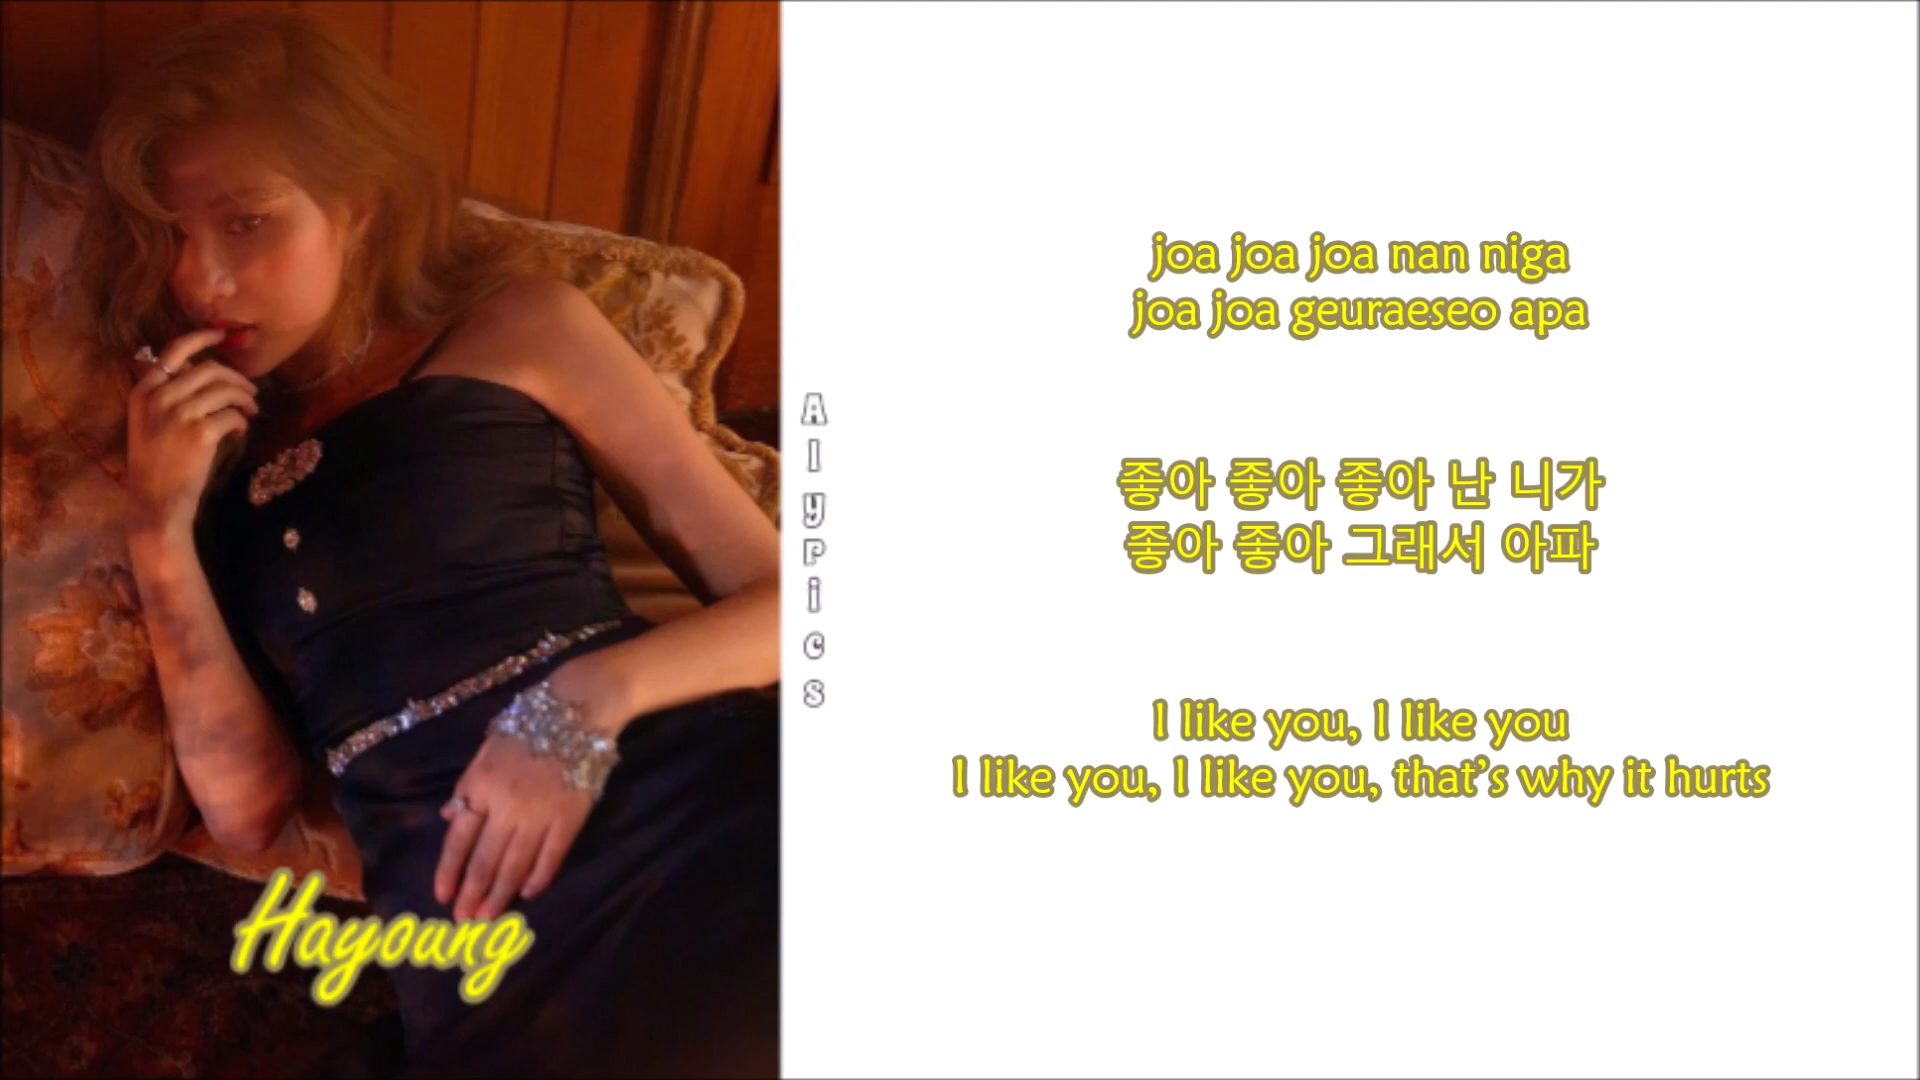 Hayoung
Alypics
joa joa joa nan niga
joa joa geuraeseo apa
좋아 좋아 좋아 난 니가
좋아 좋아 그래서 아파
I like you, I like you
I like you, I like you, that's why it hurts